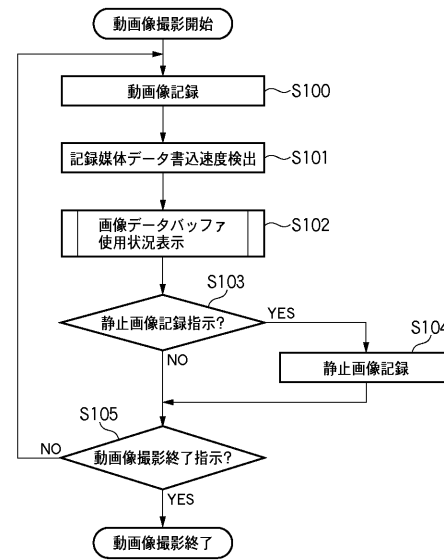 動画像撮影開始
動画像記録
S100
記録媒体データ書込速度検出
S101
画像データバッファ
使用状況表示
S102
S103
静止画像記録指示?
YES
NO
S104
静止画像記録
S105
動画像撮影終了指示?
NO
YES
動画像撮影終了